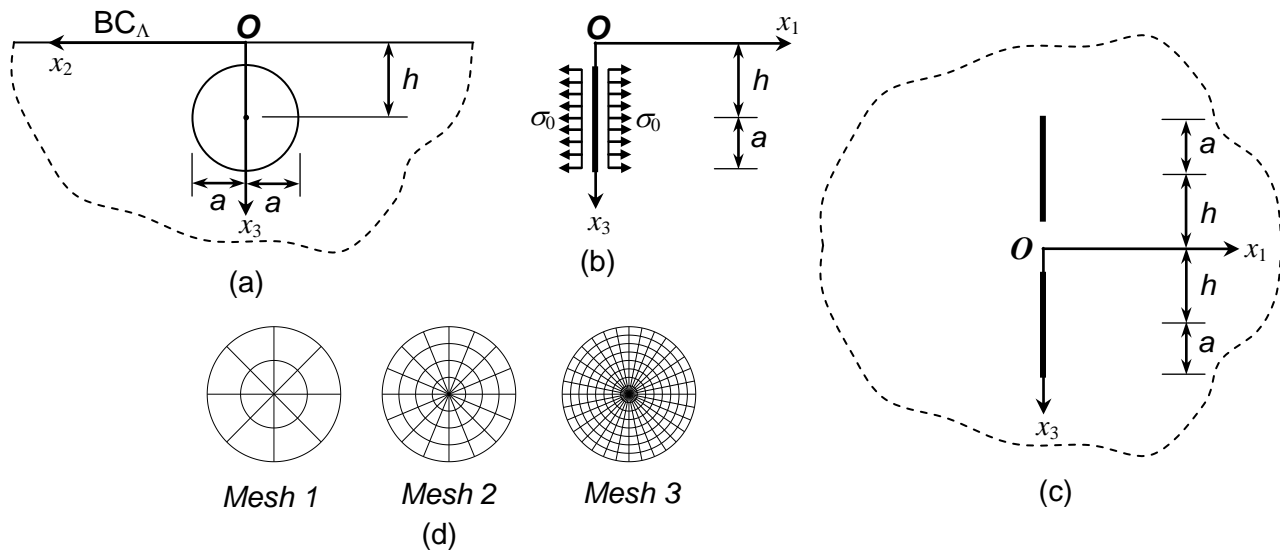 BC_Λ
O
x₂
h
a
a
x₃
(a)
O
x₁
σ₀
σ₀
h
a
x₃
(b)
a
h
O
x₁
h
a
x₃
(c)
Mesh 1
Mesh 2
Mesh 3
(d)